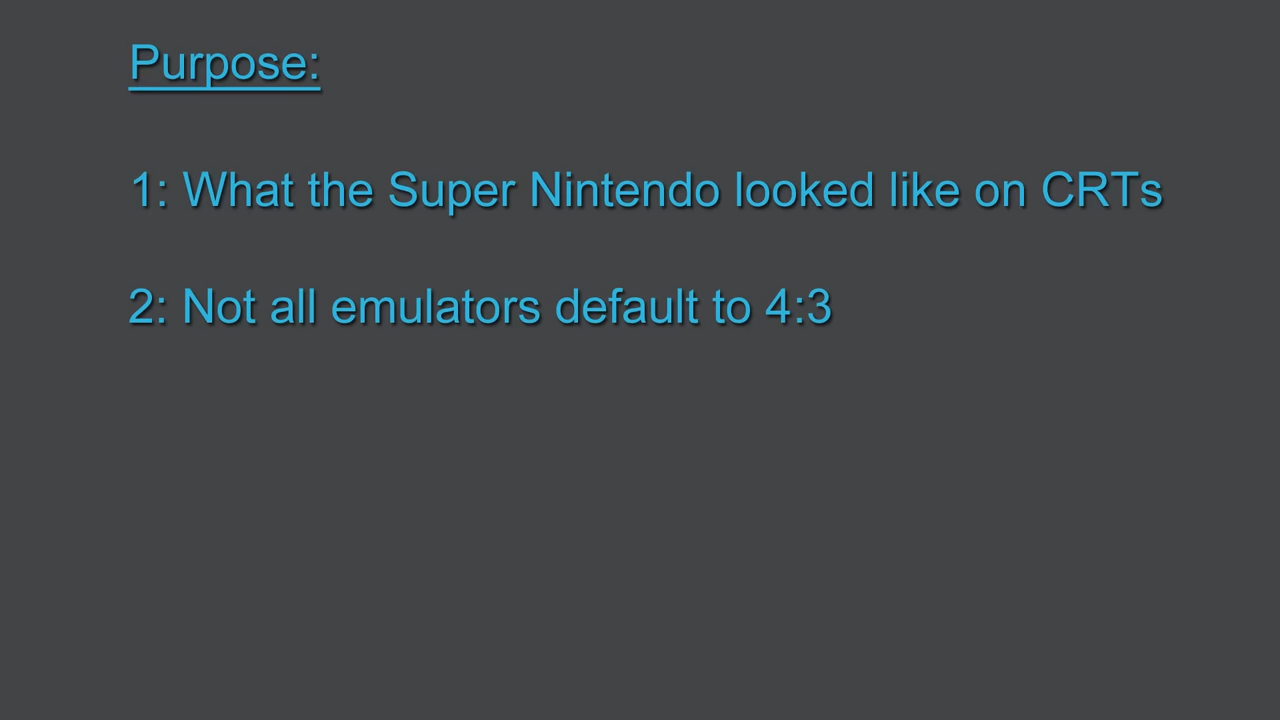 Purpose:
1: What the Super Nintendo looked like on CRTs
2: Not all emulators default to 4:3